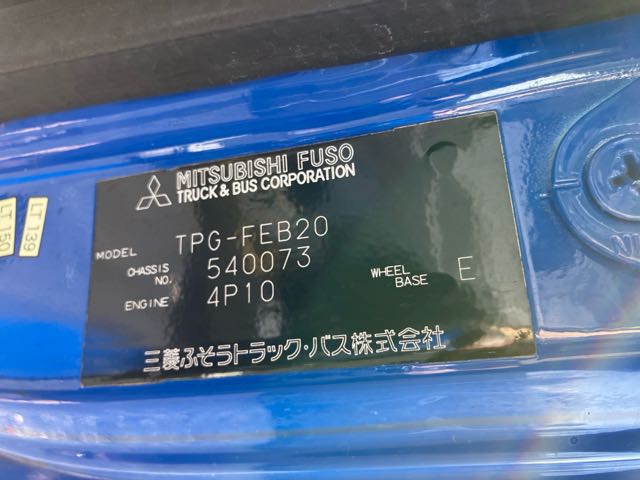 MITSUBISHI FUSO
TRUCK & BUS CORPORATION
MODEL TPG-FEB20
CHASSIS NO. 540073
ENGINE 4P10
WHEEL BASE E
三菱ふそうトラック・バス株式会社
LT 139
LT 150